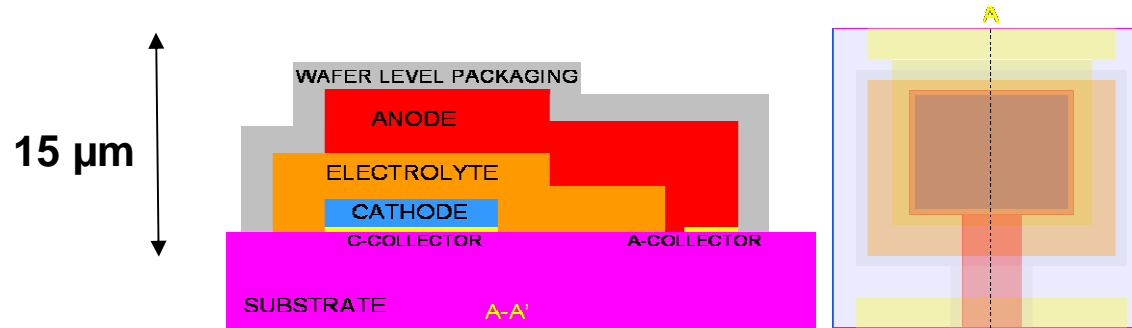 A
WAFER LEVEL PACKAGING
ANODE
15 µm
ELECTROLYTE
CATHODE
C-COLLECTOR
A-COLLECTOR
SUBSTRATE
A-A'